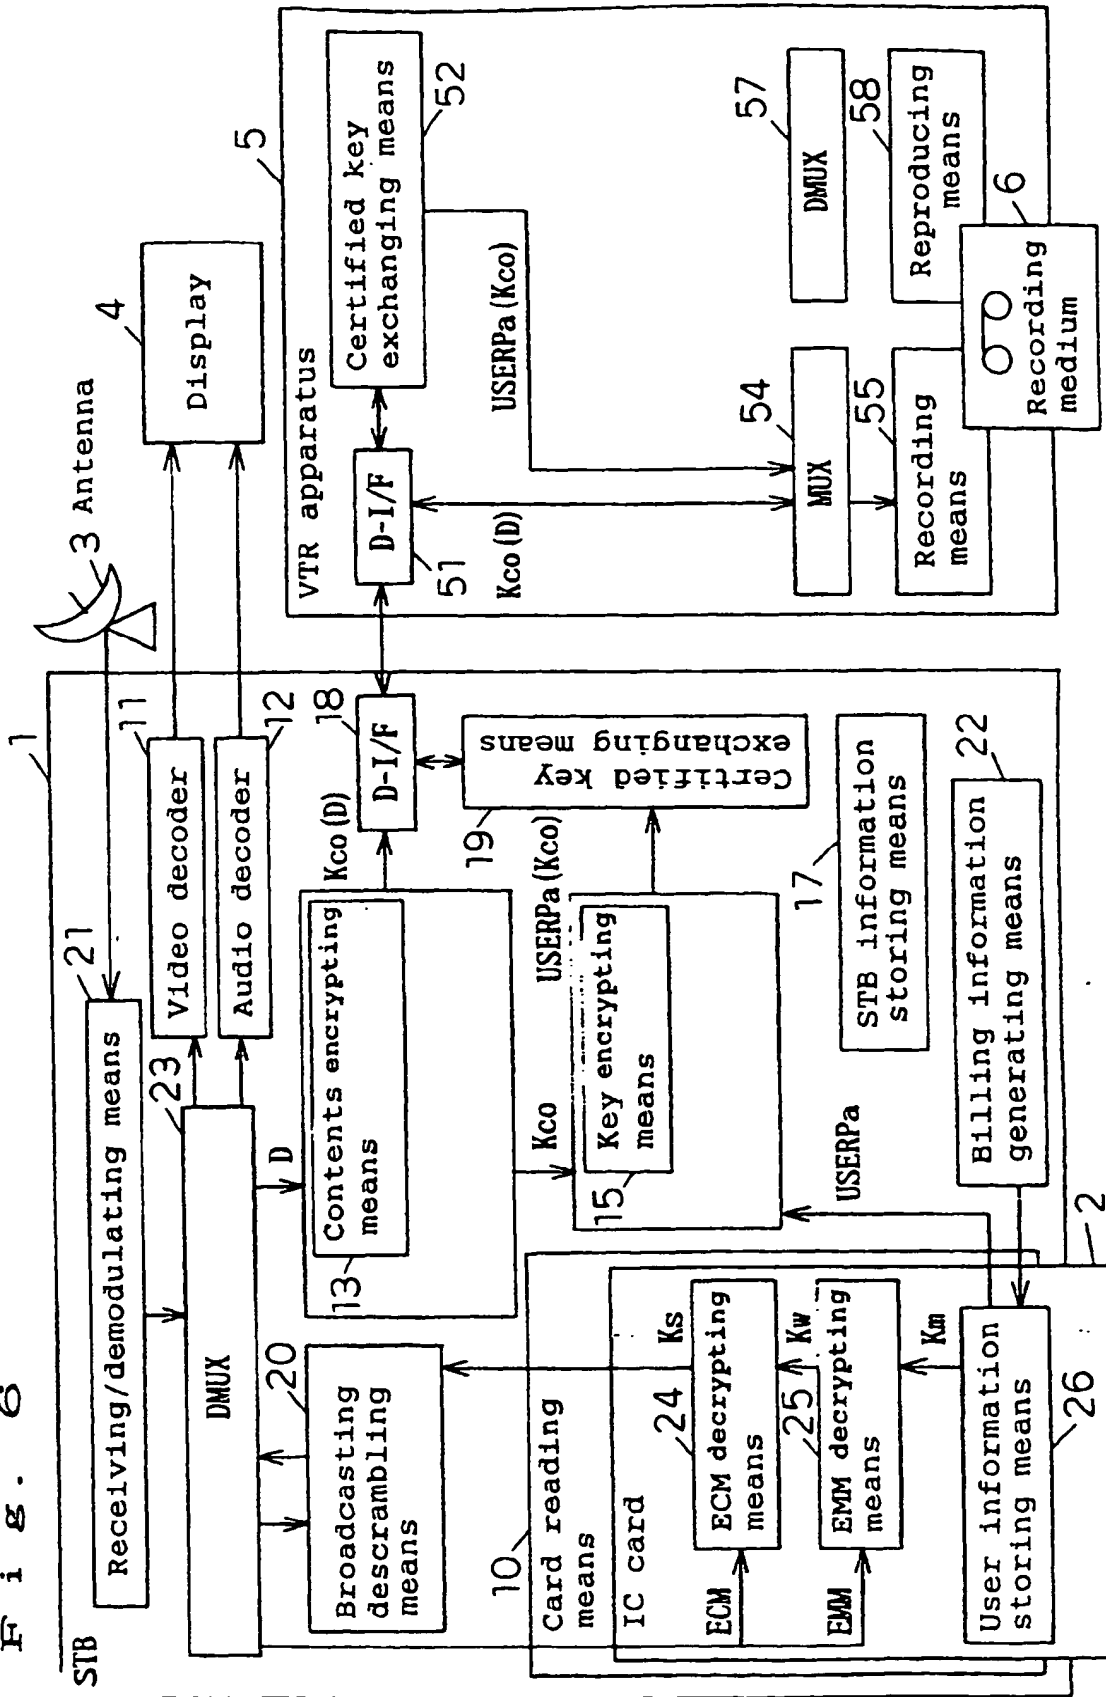 Fig. 6
STB
1
Receiving/demodulating means
21
3 Antenna
DMUX
23
Video decoder
11
Audio decoder
12
Display
4
20
Broadcasting
descrambling
means
D
Contents encrypting
means
13
Kco(D)
D-I/F
18
Certified key
exchanging means
19
Kco
USERPa(Kco)
Key encrypting
means
15
17
STB information
storing means
USERPa
Billing information
generating means
22
10
Card reading
means
IC card
2
Ks
ECM decrypting
means
24
ECM
Kw
EMM decrypting
means
25
EMM
Km
User information
storing means
26
5
VTR apparatus
D-I/F
51
Certified key
exchanging means
52
Kco(D)
USERPa(Kco)
MUX
54
DMUX
57
Recording
means
55
Reproducing
means
58
Recording
medium
6